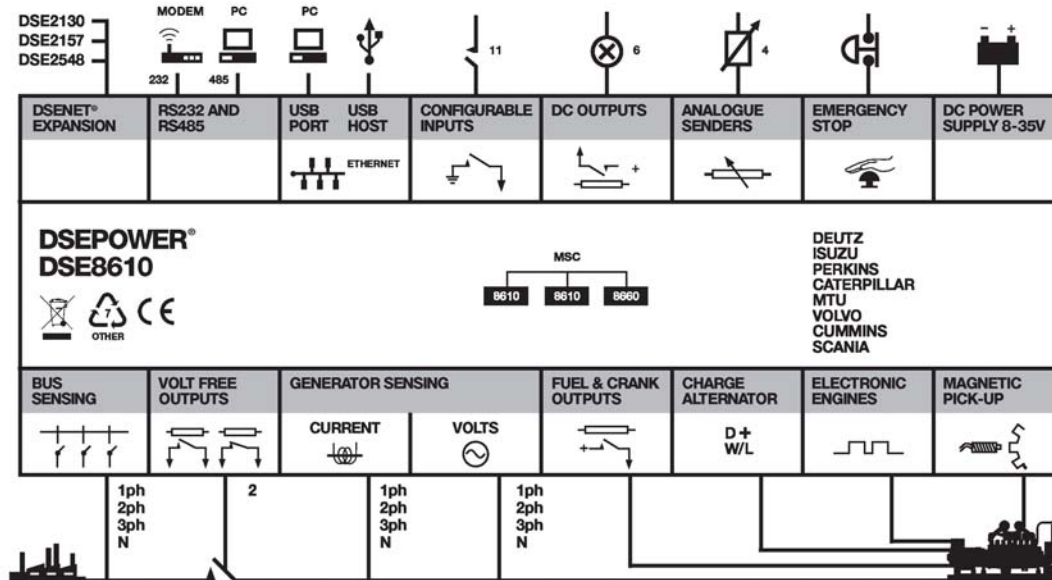 DSE2130
DSE2157
DSE2548
MODEM
PC
PC
232
485
11
6
4
- +
DSENET® EXPANSION
RS232 AND RS485
USB PORT
USB HOST
CONFIGURABLE INPUTS
DC OUTPUTS
ANALOGUE SENDERS
EMERGENCY STOP
DC POWER SUPPLY 8-35V
ETHERNET
+
DSEPOWER®
DSE8610
7
OTHER
CE
MSC
8610
8610
8660
DEUTZ
ISUZU
PERKINS
CATERPILLAR
MTU
VOLVO
CUMMINS
SCANIA
BUS SENSING
VOLT FREE OUTPUTS
GENERATOR SENSING
FUEL & CRANK OUTPUTS
CHARGE ALTERNATOR
ELECTRONIC ENGINES
MAGNETIC PICK-UP
CURRENT
VOLTS
+
D+
W/L
1ph
2ph
3ph
N
2
1ph
2ph
3ph
N
1ph
2ph
3ph
N